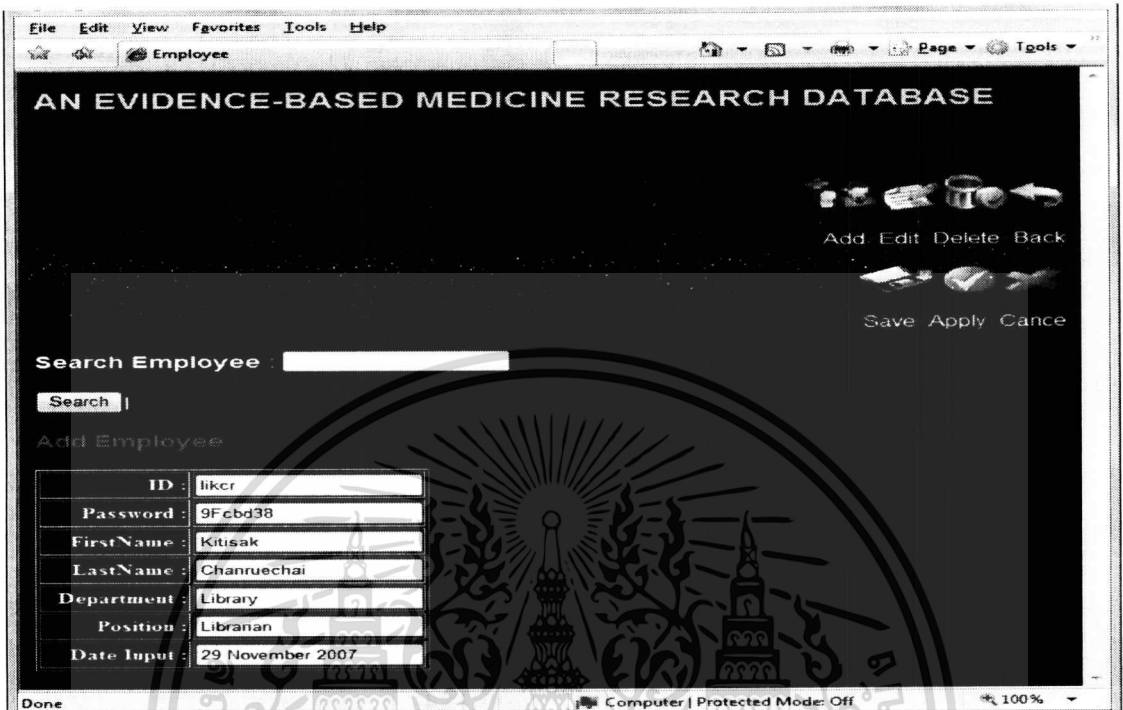 File Edit View Favorites Tools Help
Employee Page Tools
AN EVIDENCE-BASED MEDICINE RESEARCH DATABASE
Add Edit Delete Back
Save Apply Cance
Search Employee :
Search |
Add Employee
ID : likcr
Password : 9Fcbd38
FirstName : Kitisak
LastName : Chanruechai
Department : Library
Position : Librarian
Date Input : 29 November 2007
Done Computer | Protected Mode: Off 100%